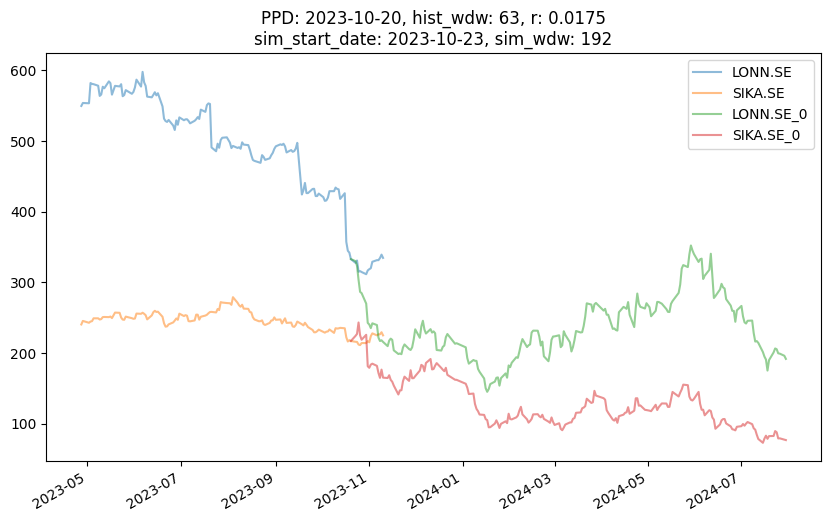 PPD: 2023-10-20, hist_wdw: 63, r: 0.0175
sim_start_date: 2023-10-23, sim_wdw: 192
LONN.SE
SIKA.SE
LONN.SE_0
SIKA.SE_0
600
500
400
300
200
100
2023-05
2023-07
2023-09
2023-11
2024-01
2024-03
2024-05
2024-07